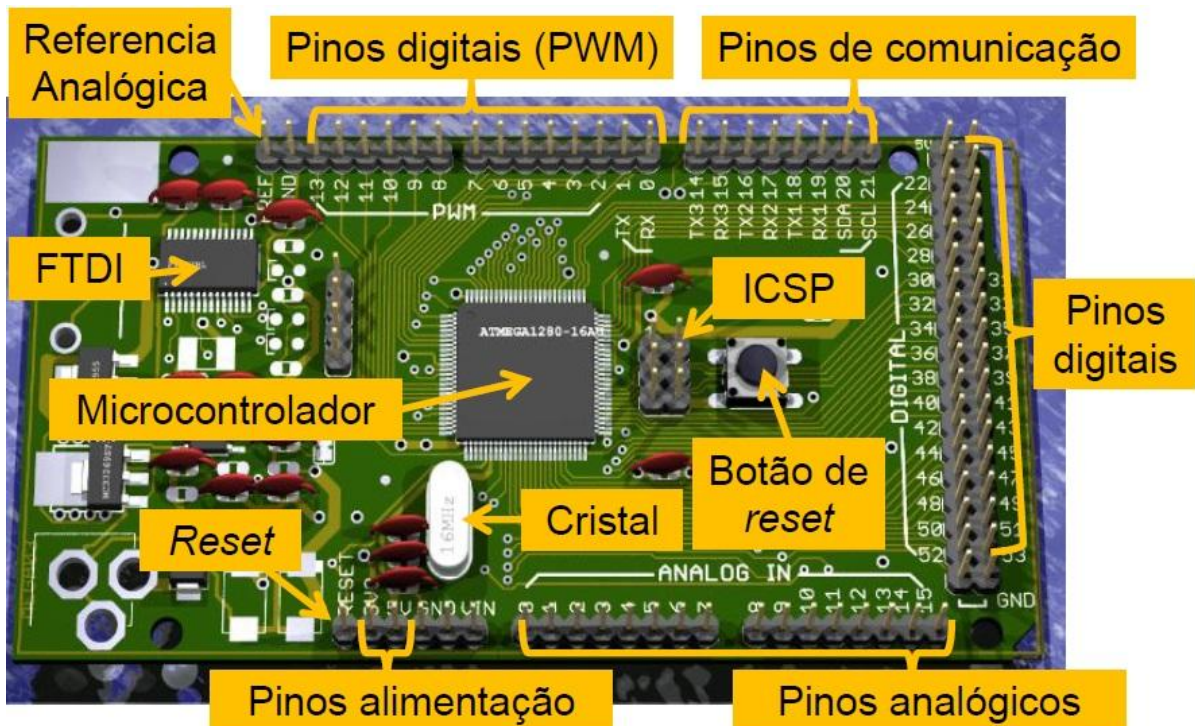 Referencia
Analógica
Pinos digitais (PWM)
Pinos de comunicação
13 12 11 10 9 8 7 6 5 4 3 2 1 0
PWM
TX
RX
TX3 14
RX3 15
TX2 16
RX2 17
TX1 18
RX1 19
SDA 20
SCL 21
22
24
26
28
30
32
34
36
38
40
42
44
46
48
50
52
53
DIGITAL
FTDI
ICSP
Pinos
digitais
ATMEGA1280-16A
Microcontrolador
Botão de
reset
Cristal
16MHz
Reset
RESET
3V3
GND VIN
ANALOG IN
0 1 2 3 4 5 6 7 8 9 10 11 12 13 14 15
GND
Pinos alimentação
Pinos analógicos